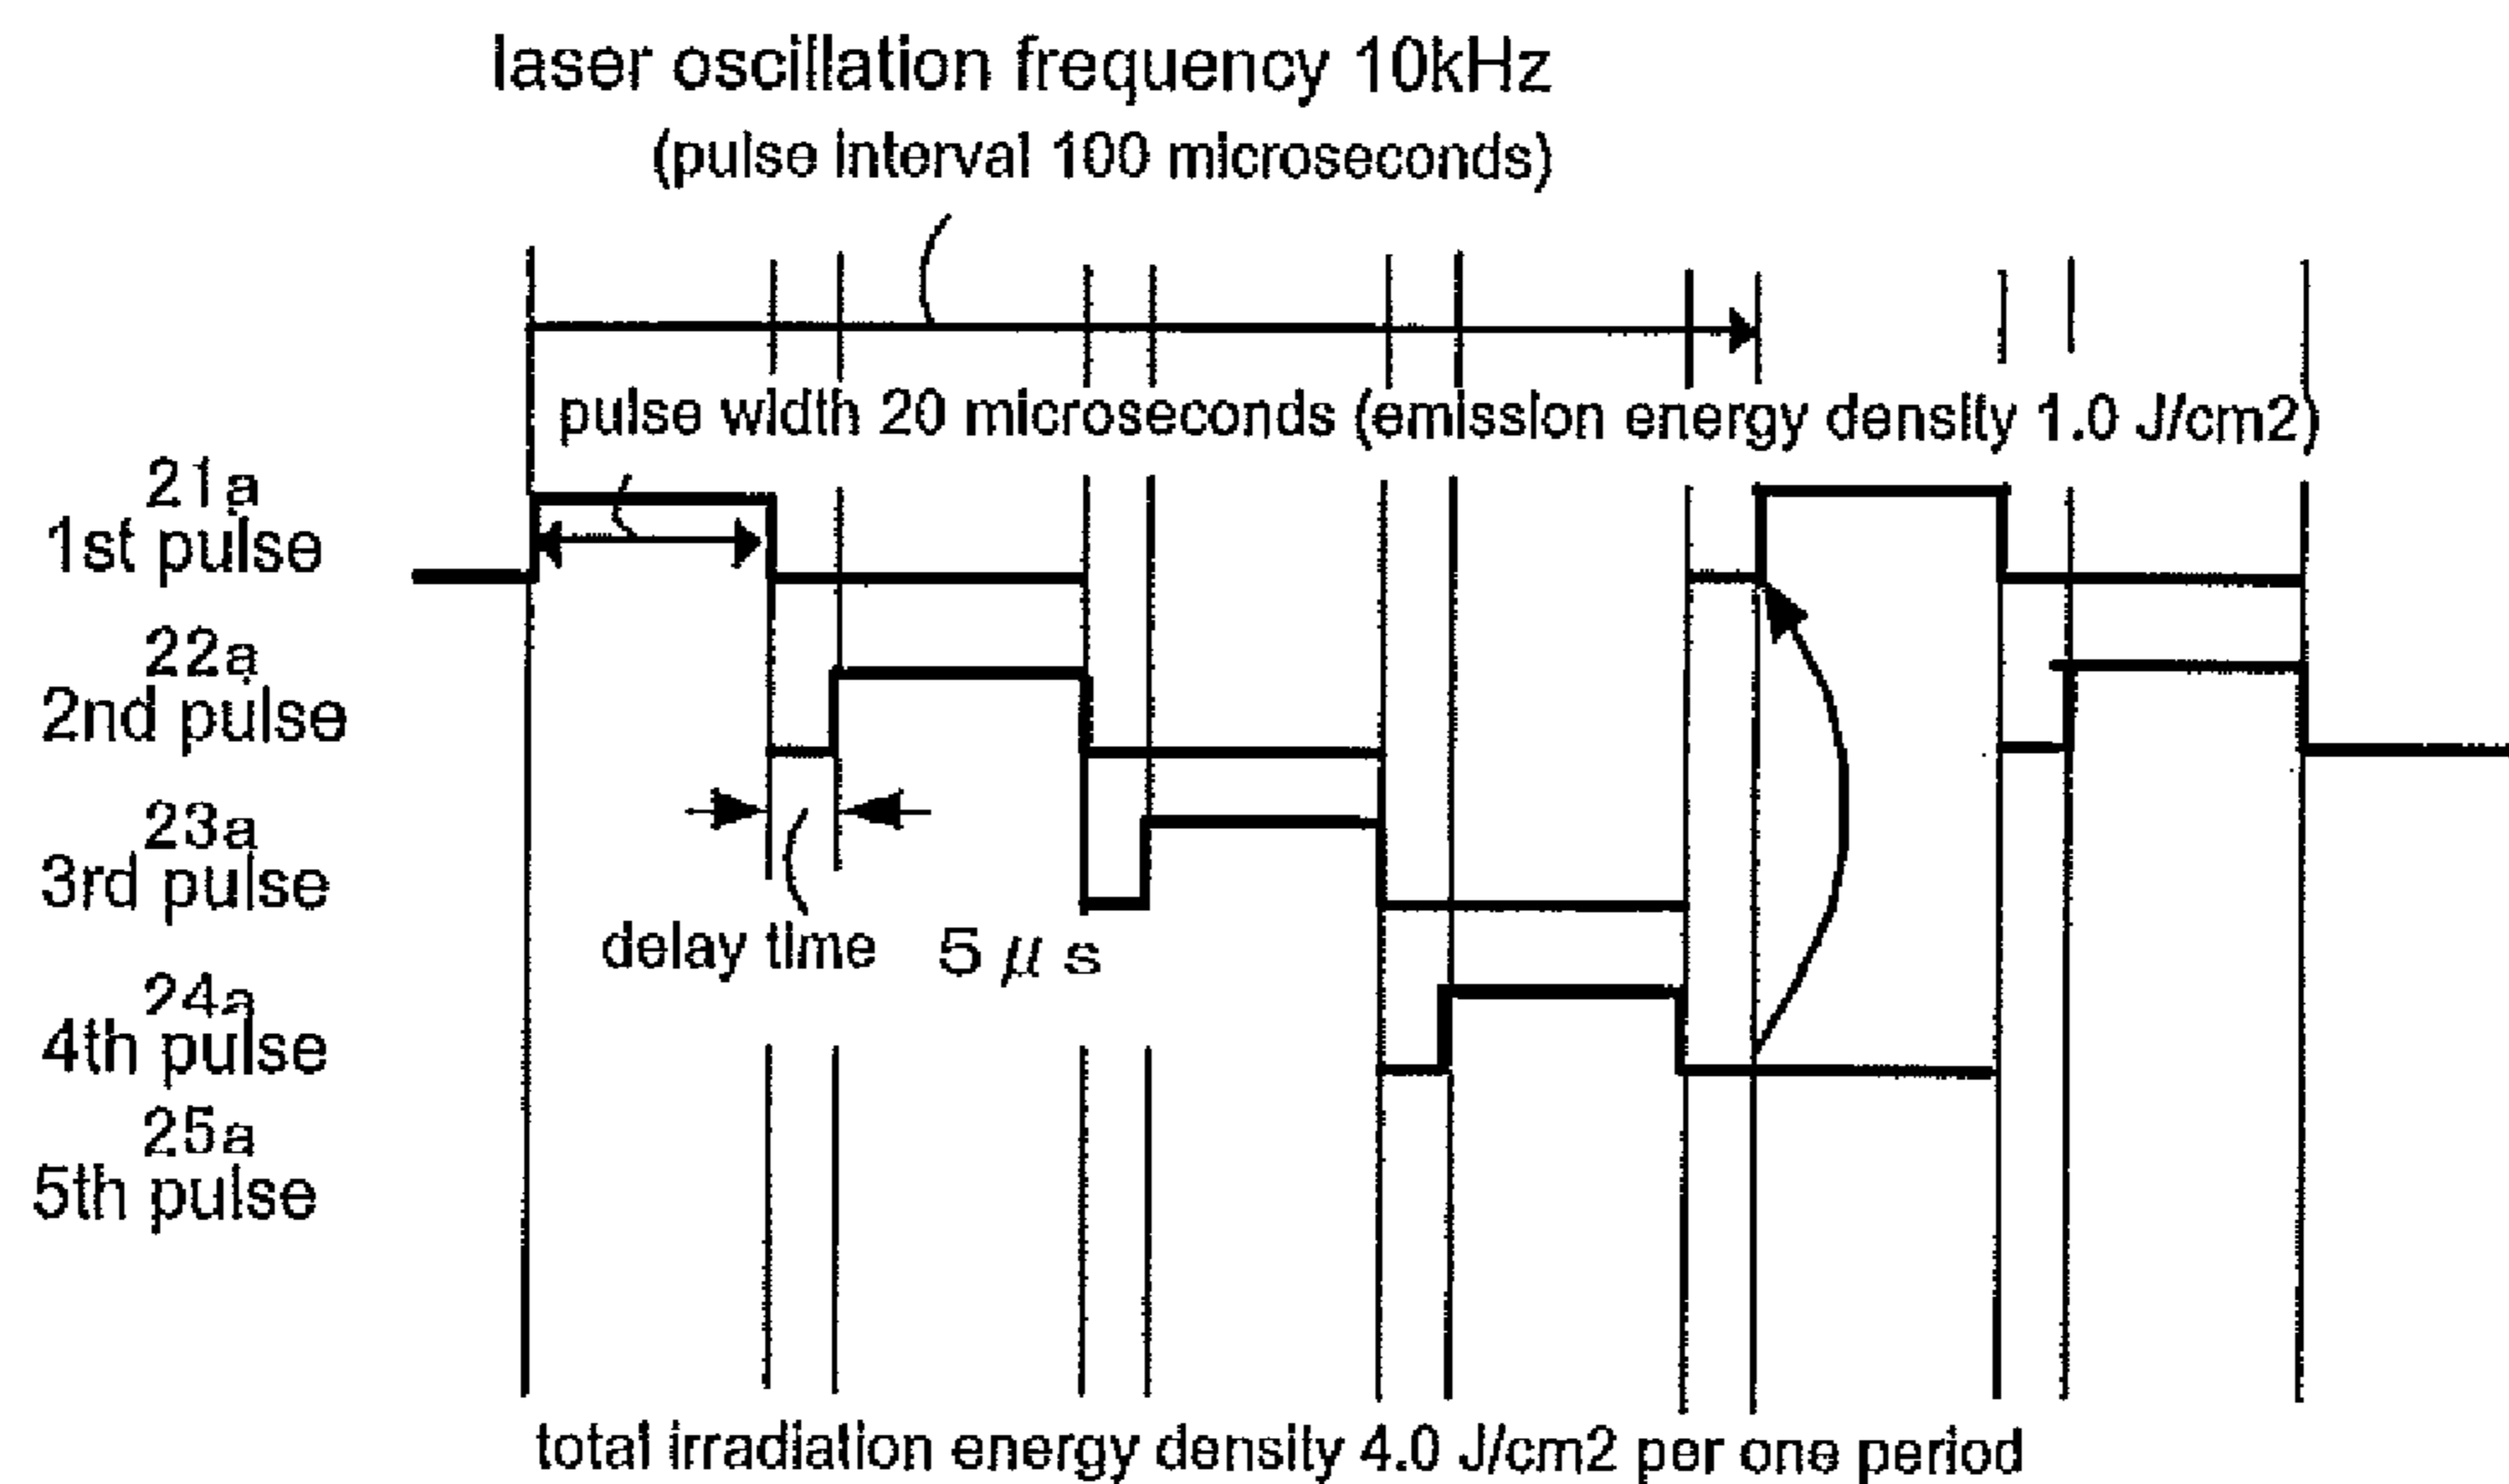 laser oscillation frequency 10kHz
(pulse interval 100 microseconds)
pulse width 20 microseconds (emission energy density 1.0 J/cm2)
21a
1st pulse
22a
2nd pulse
23a
3rd pulse
delay time 5 μs
24a
4th pulse
25a
5th pulse
total irradiation energy density 4.0 J/cm2 per one period